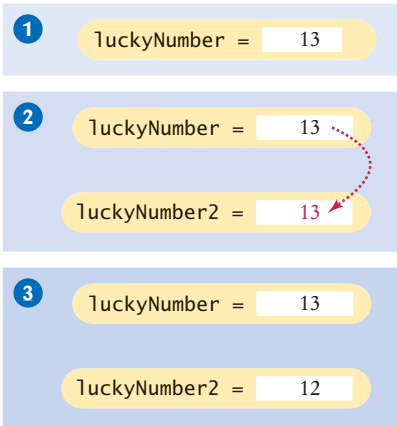 1
luckyNumber = 13
2
luckyNumber = 13
luckyNumber2 = 13
3
luckyNumber = 13
luckyNumber2 = 12